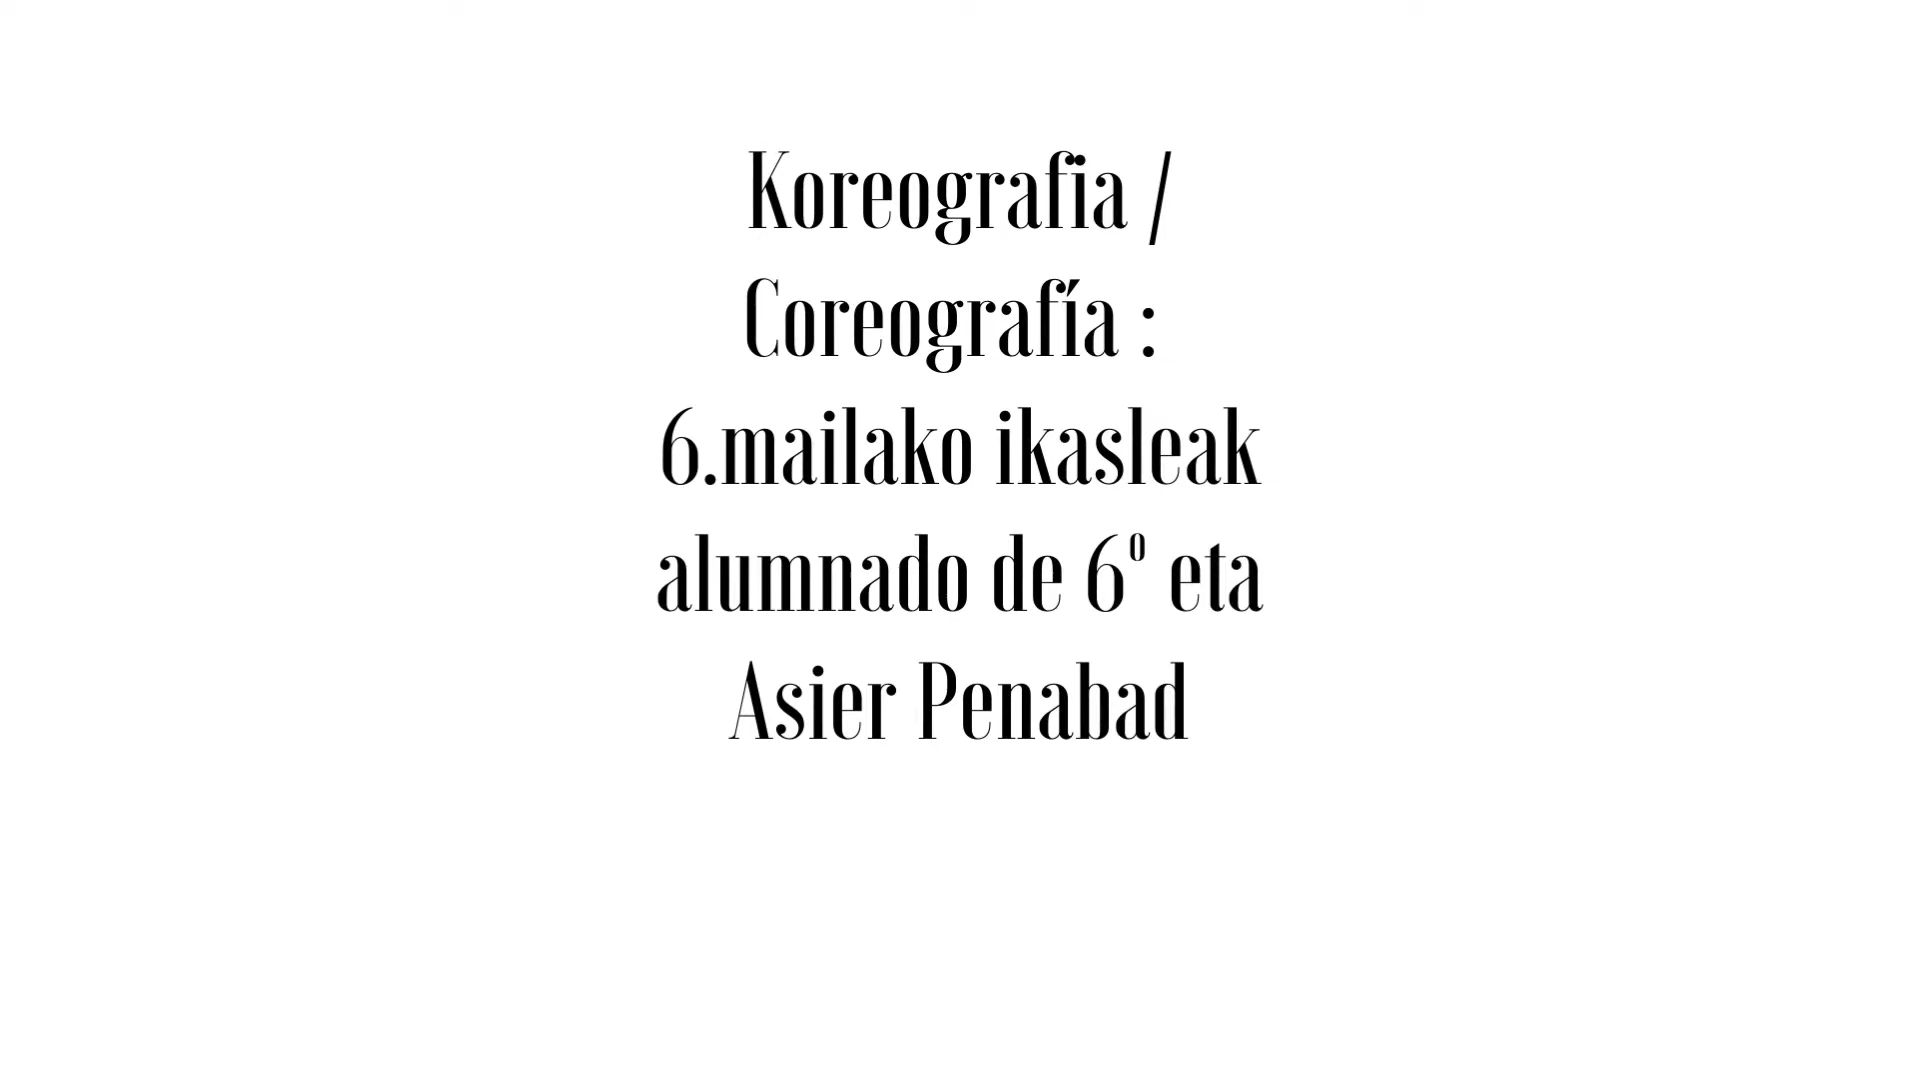 Koreografia /
Coreografía :
6.mailako ikasleak
alumnado de 6º eta
Asier Penabad